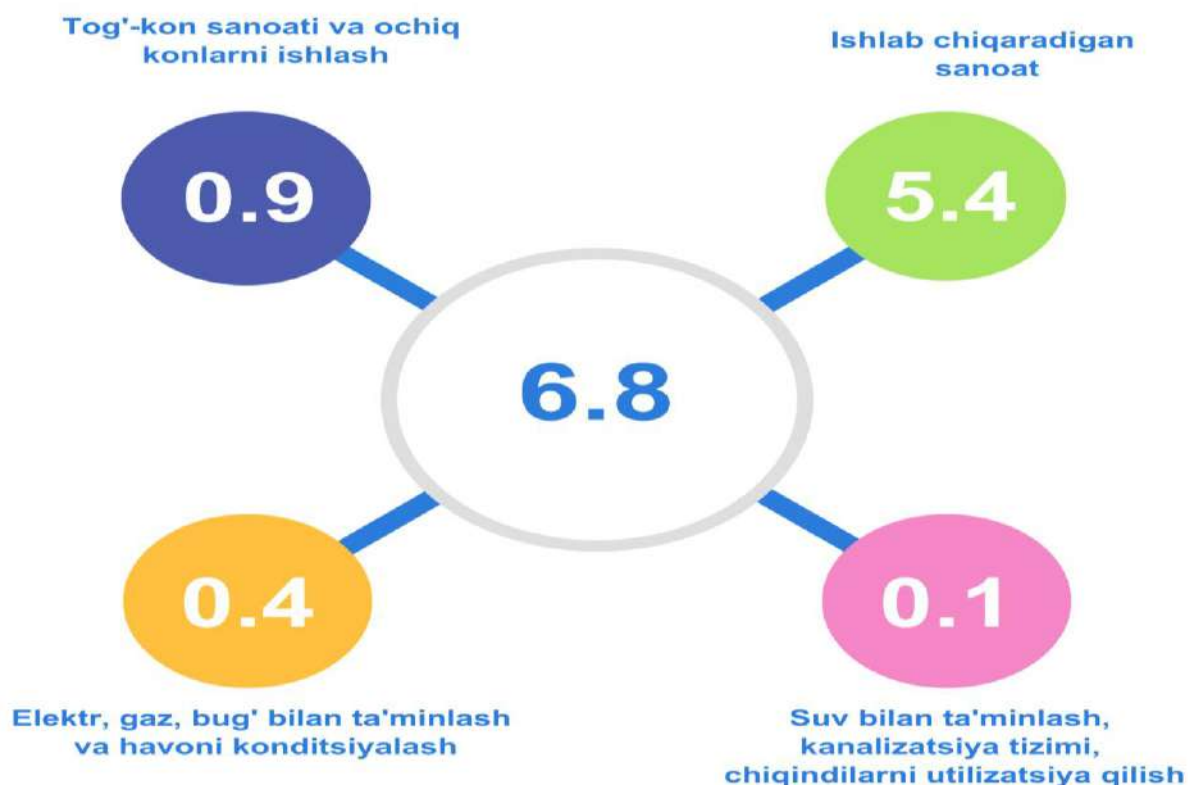 Tog'-kon sanoati va ochiq
konlarni ishlash
Ishlab chiqaradigan
sanoat
0.9
5.4
6.8
0.4
0.1
Elektr, gaz, bug' bilan ta'minlash
va havoni konditsiyalash
Suv bilan ta'minlash,
kanalizatsiya tizimi,
chiqindilarni utilizatsiya qilish